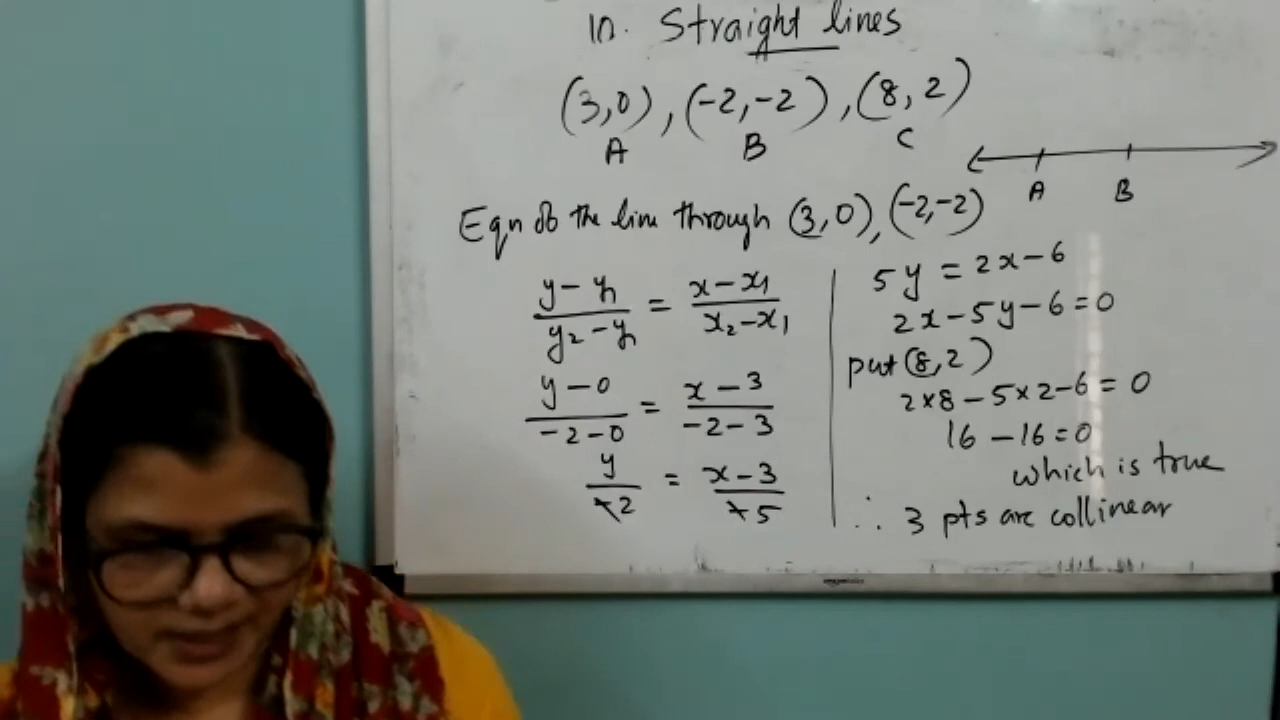 10. Straight lines
(3,0), (-2,-2), (8,2)
A B C
A B
Eqn of the line through (3,0), (-2,-2)
y-y₁/y₂-y₁ = x-x₁/x₂-x₁
y-0/-2-0 = x-3/-2-3
y/-2 = x-3/-5
5y = 2x-6
2x-5y-6=0
put (8,2)
2×8-5×2-6=0
16-16=0
which is true
∴ 3 pts are collinear